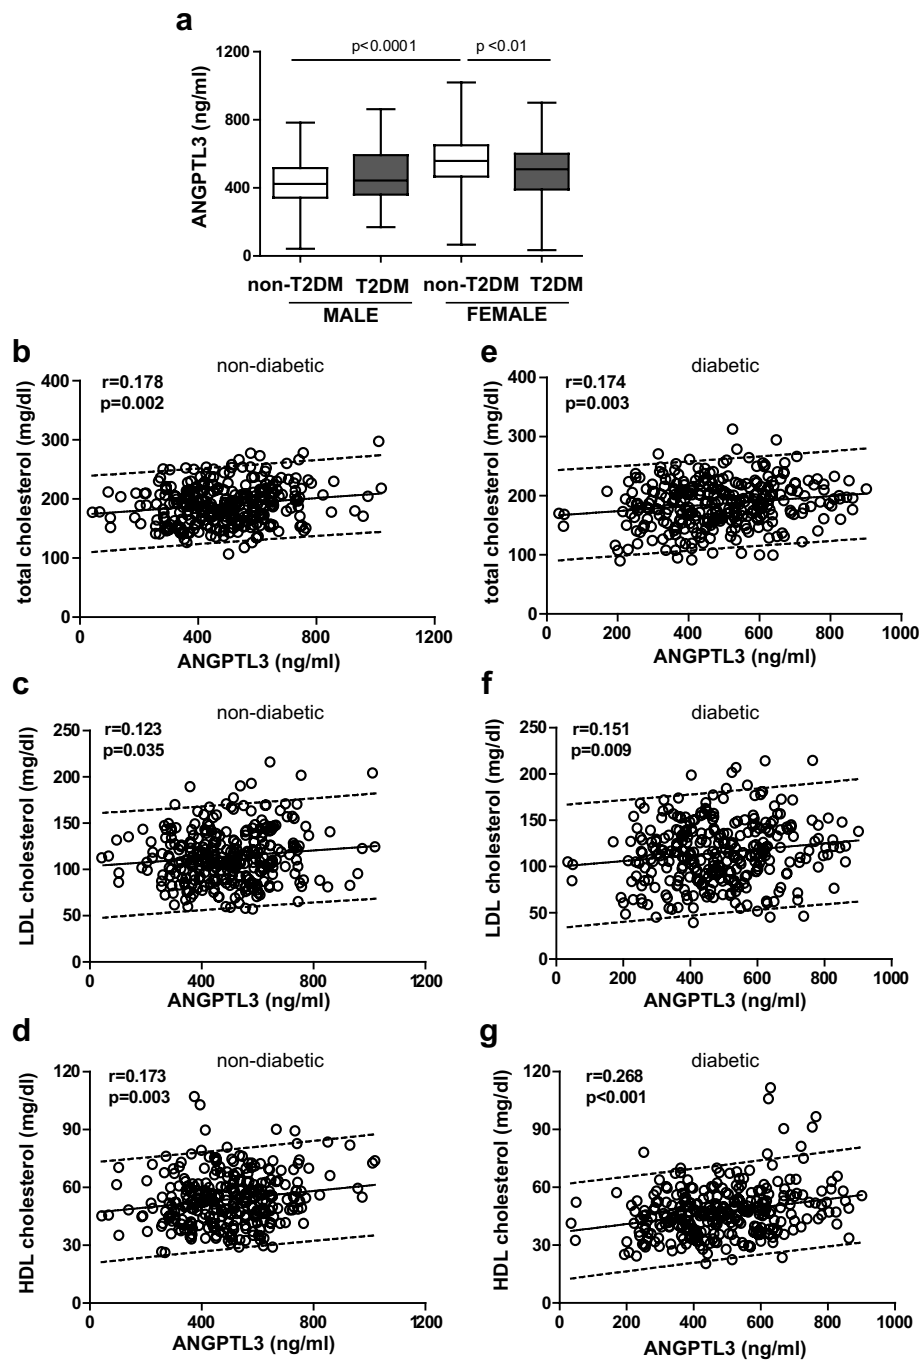 a
p<0.0001 p <0.01
1200
800
400
0
ANGPTL3 (ng/ml)
non-T2DM T2DM non-T2DM T2DM
MALE FEMALE
b
non-diabetic
r=0.178
p=0.002
400
300
200
100
0
total cholesterol (mg/dl)
0 400 800 1200
ANGPTL3 (ng/ml)
e
diabetic
r=0.174
p=0.003
400
300
200
100
0
total cholesterol (mg/dl)
0 200 400 600 800 1000
ANGPTL3 (ng/ml)
c
non-diabetic
r=0.123
p=0.035
250
200
150
100
50
0
LDL cholesterol (mg/dl)
0 400 800 1200
ANGPTL3 (ng/ml)
f
diabetic
r=0.151
p=0.009
250
200
150
100
50
0
LDL cholesterol (mg/dl)
0 200 400 600 800 1000
ANGPTL3 (ng/ml)
d
non-diabetic
r=0.173
p=0.003
120
90
60
30
0
HDL cholesterol (mg/dl)
0 400 800 1200
ANGPTL3 (ng/ml)
g
diabetic
r=0.268
p<0.001
120
90
60
30
0
HDL cholesterol (mg/dl)
0 200 400 600 800 1000
ANGPTL3 (ng/ml)